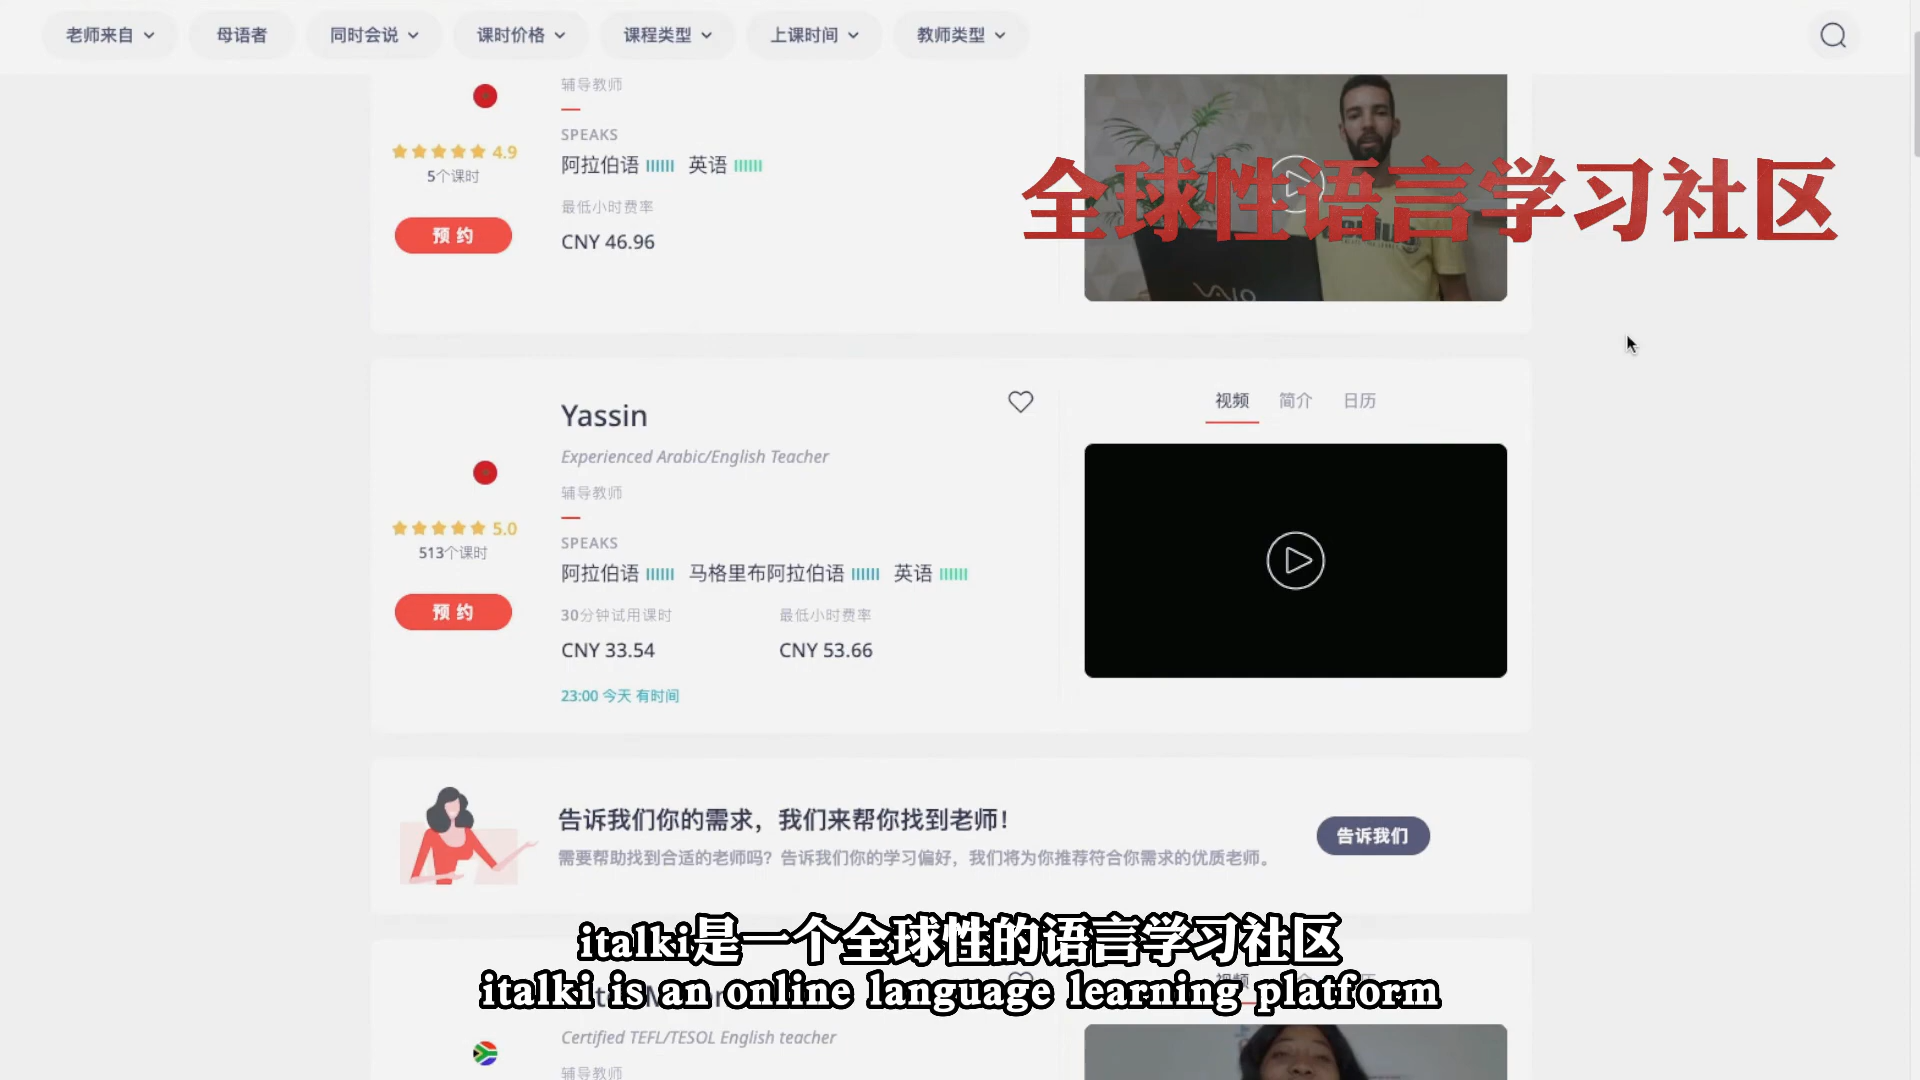 老师来自
母语者
同时会说
课时价格
课程类型
上课时间
教师类型
辅导教师
SPEAKS
4.9
5个课时
阿拉伯语 英语
最低小时费率
预约
CNY 46.96
全球性语言学习社区
VAIO
Yassin
视频 简介 日历
Experienced Arabic/English Teacher
辅导教师
5.0
513个课时
SPEAKS
阿拉伯语 马格里布阿拉伯语 英语
预约
30分钟试用课时 最低小时费率
CNY 33.54 CNY 53.66
23:00 今天 有时间
告诉我们你的需求，我们来帮你找到老师！
需要帮助找到合适的老师吗？告诉我们你的学习偏好，我们将为你推荐符合你需求的优质老师。
告诉我们
italki是一个全球性的语言学习社区
italki is an online language learning platform
视频
Certified TEFL/TESOL English teacher
辅导教师